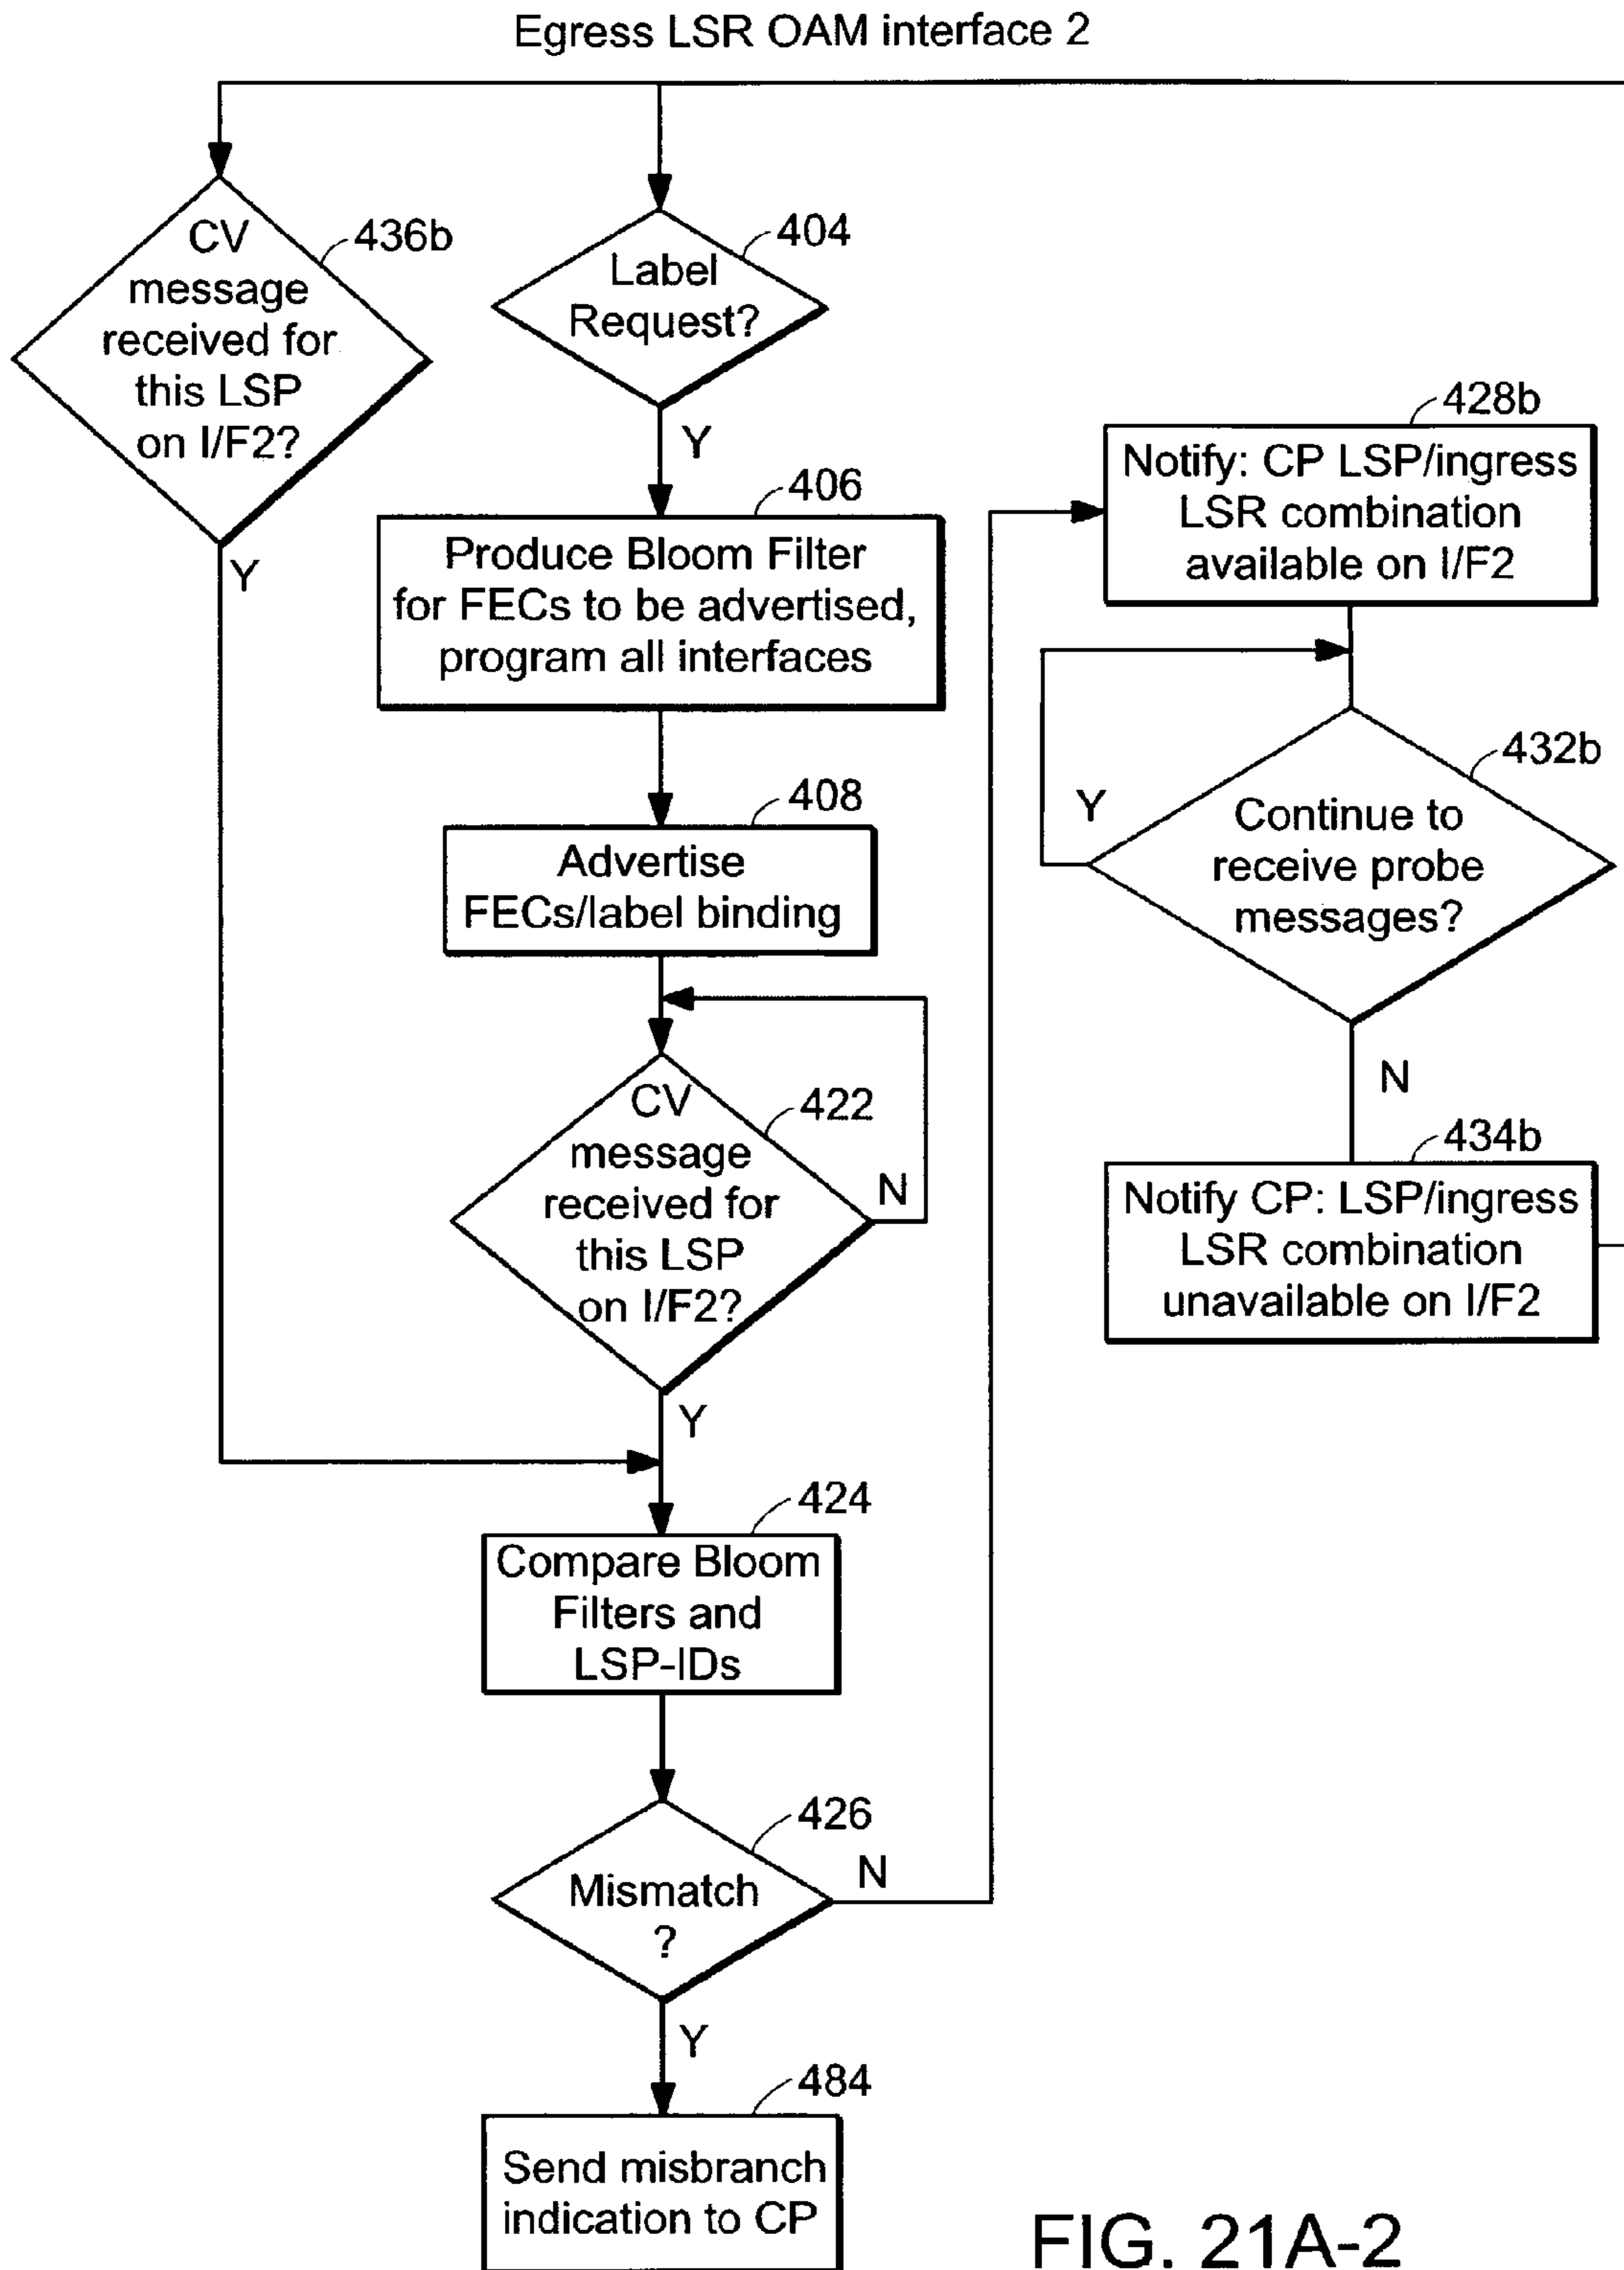 Egress LSR OAM interface 2
CV
message
received for
this LSP
on I/F2?
436b
Y
Label
Request?
404
Y
406
Produce Bloom Filter
for FECs to be advertised,
program all interfaces
408
Advertise
FECs/label binding
CV
message
received for
this LSP
on I/F2?
422
N
Y
424
Compare Bloom
Filters and
LSP-IDs
426
Mismatch
?
N
Y
484
Send misbranch
indication to CP
428b
Notify: CP LSP/ingress
LSR combination
available on I/F2
432b
Continue to
receive probe
messages?
Y
N
434b
Notify CP: LSP/ingress
LSR combination
unavailable on I/F2
FIG. 21A-2